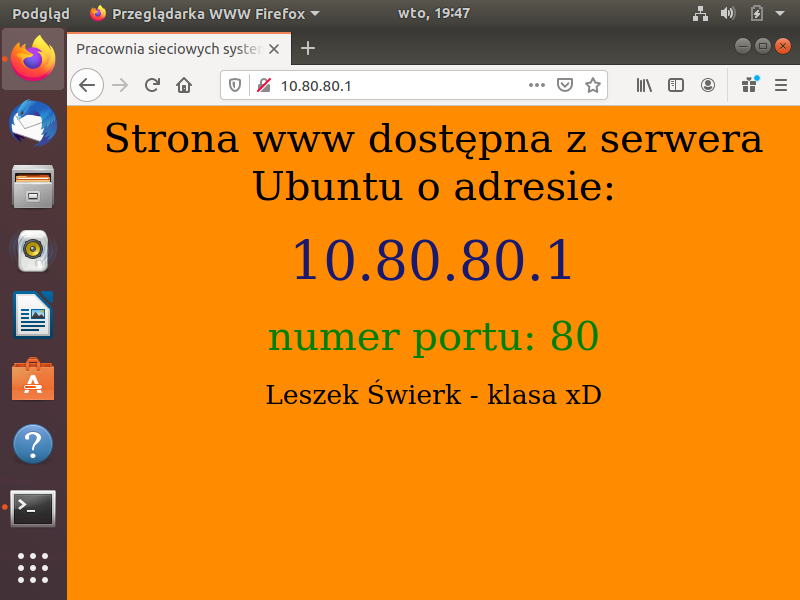 Podgląd
Przeglądarka WWW Firefox
wto, 19:47
Pracownia sieciowych system
10.80.80.1
Strona www dostępna z serwera
Ubuntu o adresie:
10.80.80.1
numer portu: 80
Leszek Świerk - klasa xD